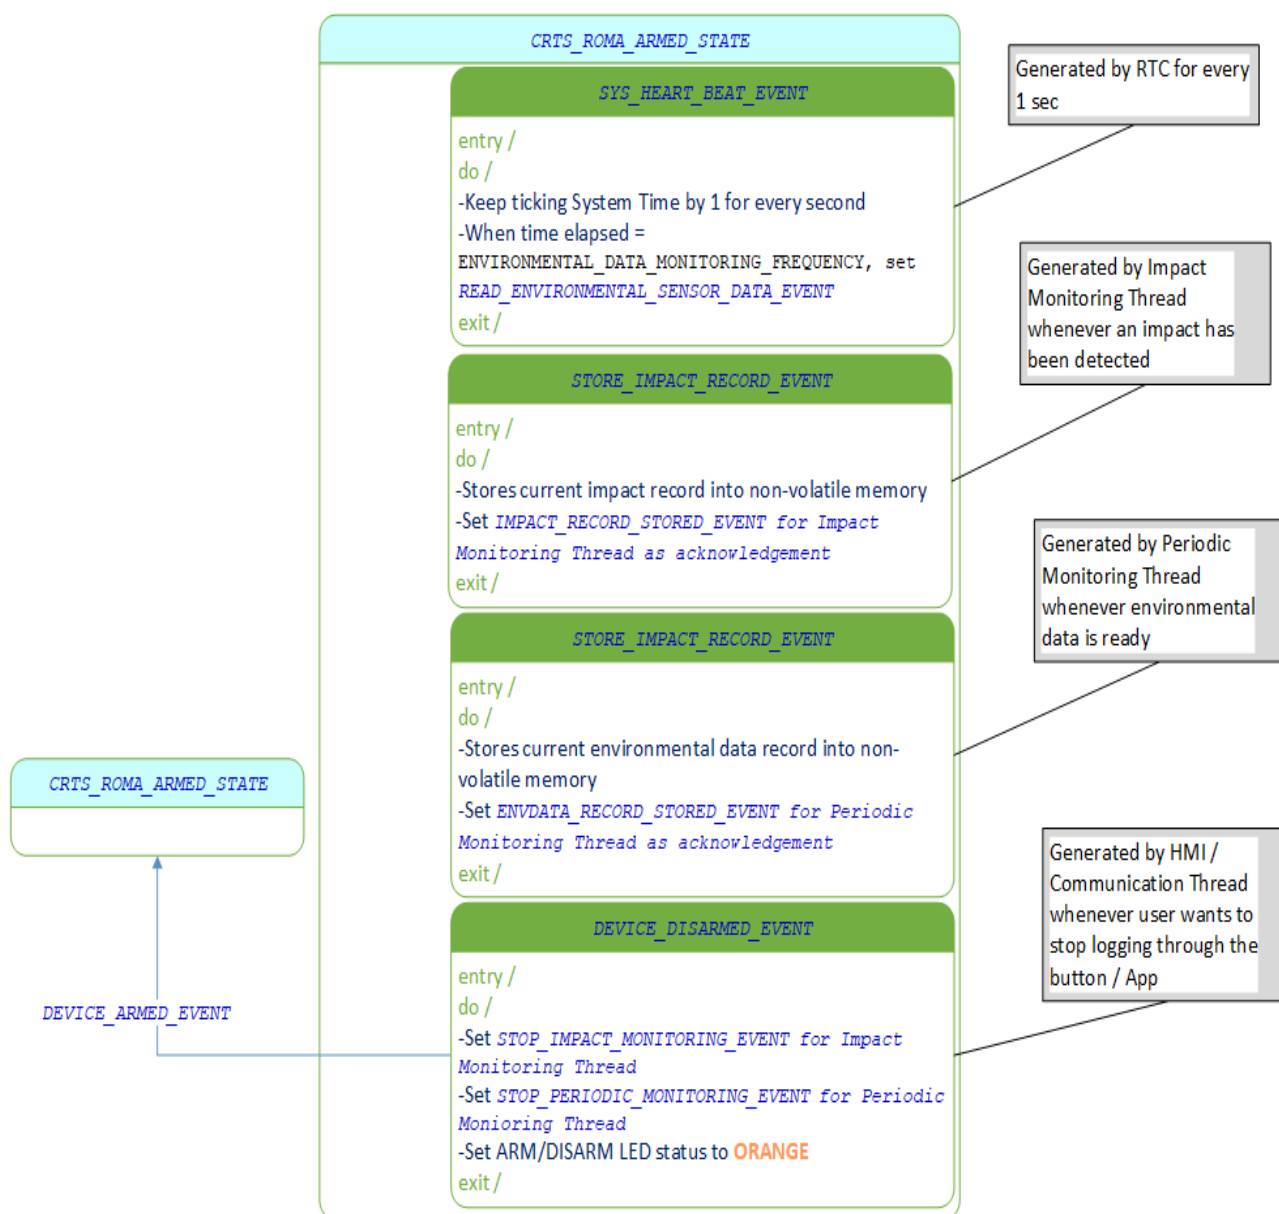 CRTS_ROMA_ARMED_STATE
SYS_HEART_BEAT_EVENT
entry /
do /
-Keep ticking System Time by 1 for every second
-When time elapsed =
ENVIRONMENTAL_DATA_MONITORING_FREQUENCY, set
READ_ENVIRONMENTAL_SENSOR_DATA_EVENT
exit /
Generated by RTC for every
1 sec
STORE_IMPACT_RECORD_EVENT
entry /
do /
-Stores current impact record into non-volatile memory
-Set IMPACT_RECORD_STORED_EVENT for Impact
Monitoring Thread as acknowledgement
exit /
Generated by Impact
Monitoring Thread
whenever an impact has
been detected
STORE_IMPACT_RECORD_EVENT
entry /
do /
-Stores current environmental data record into non-
volatile memory
-Set ENVDATA_RECORD_STORED_EVENT for Periodic
Monitoring Thread as acknowledgement
exit /
Generated by Periodic
Monitoring Thread
whenever environmental
data is ready
CRTS_ROMA_ARMED_STATE
DEVICE_ARMED_EVENT
DEVICE_DISARMED_EVENT
entry /
do /
-Set STOP_IMPACT_MONITORING_EVENT for Impact
Monitoring Thread
-Set STOP_PERIODIC_MONITORING_EVENT for Periodic
Monioring Thread
-Set ARM/DISARM LED status to ORANGE
exit /
Generated by HMI /
Communication Thread
whenever user wants to
stop logging through the
button / App